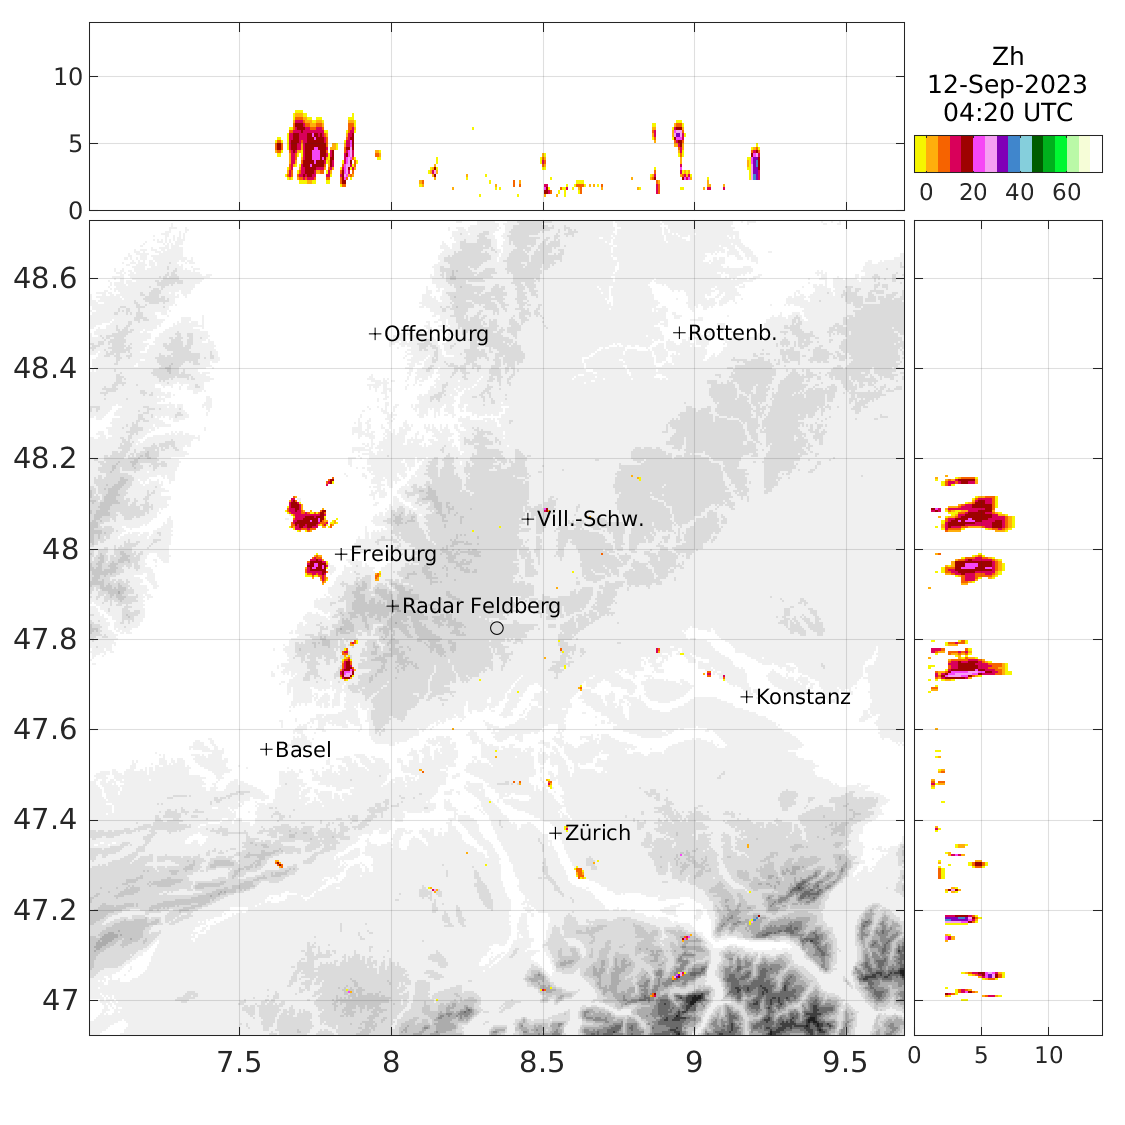 Zh
12-Sep-2023
04:20 UTC
10
5
0
0 20 40 60
48.6
Offenburg
Rottenb.
48.4
48.2
Vill.-Schw.
48
Freiburg
Radar Feldberg
47.8
Konstanz
47.6
Basel
Zürich
47.4
47.2
47
7.5 8 8.5 9 9.5
0 5 10